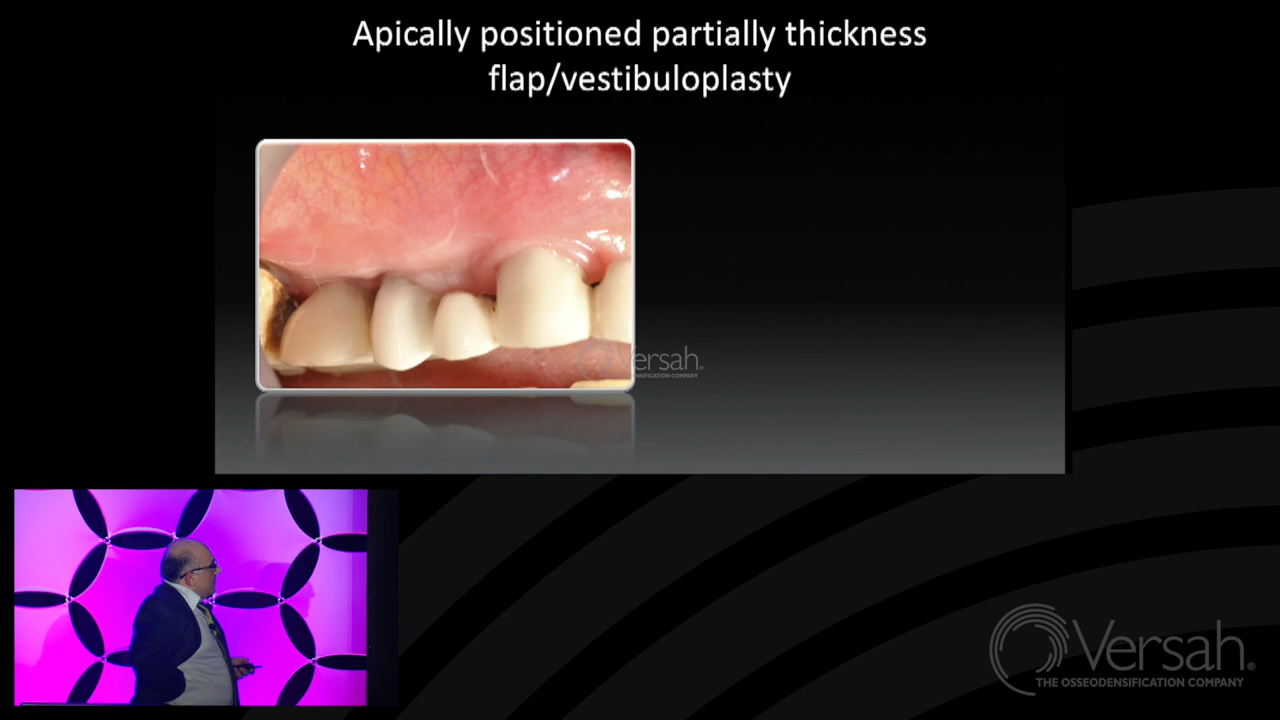 Apically positioned partially thickness
flap/vestibuloplasty
Versah®
THE OSSEODENSIFICATION COMPANY